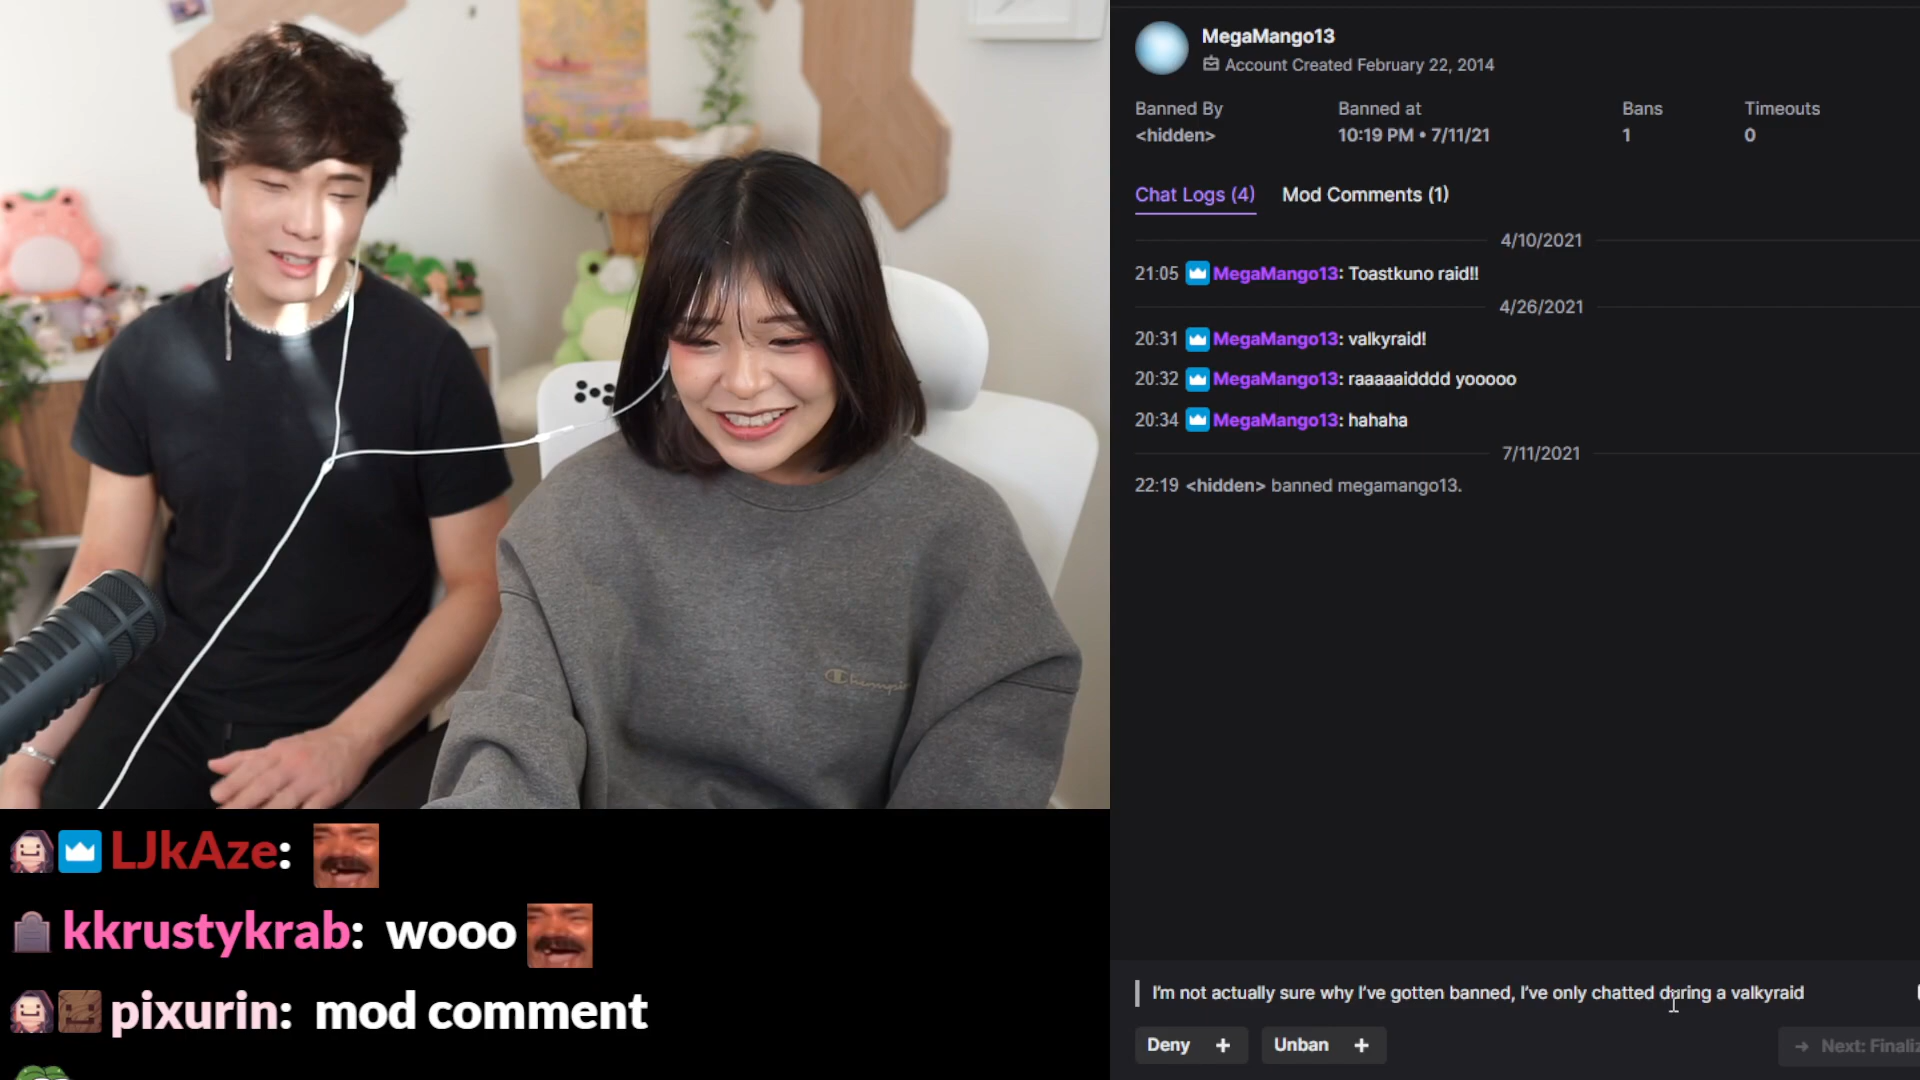 MegaMango13
Account Created February 22, 2014
Banned By
Banned at
Bans
Timeouts
<hidden>
10:19 PM • 7/11/21
1
0
Chat Logs (4)
Mod Comments (1)
4/10/2021
21:05 MegaMango13: Toastkuno raid!!
4/26/2021
20:31 MegaMango13: valkyraid!
20:32 MegaMango13: raaaaaidddd yooooo
20:34 MegaMango13: hahaha
7/11/2021
22:19 <hidden> banned megamango13.
I'm not actually sure why I've gotten banned, I've only chatted during a valkyraid
Deny +
Unban +
→ Next:
Champion
LJkAze:
kkrustykrab: wooo
pixurin: mod comment